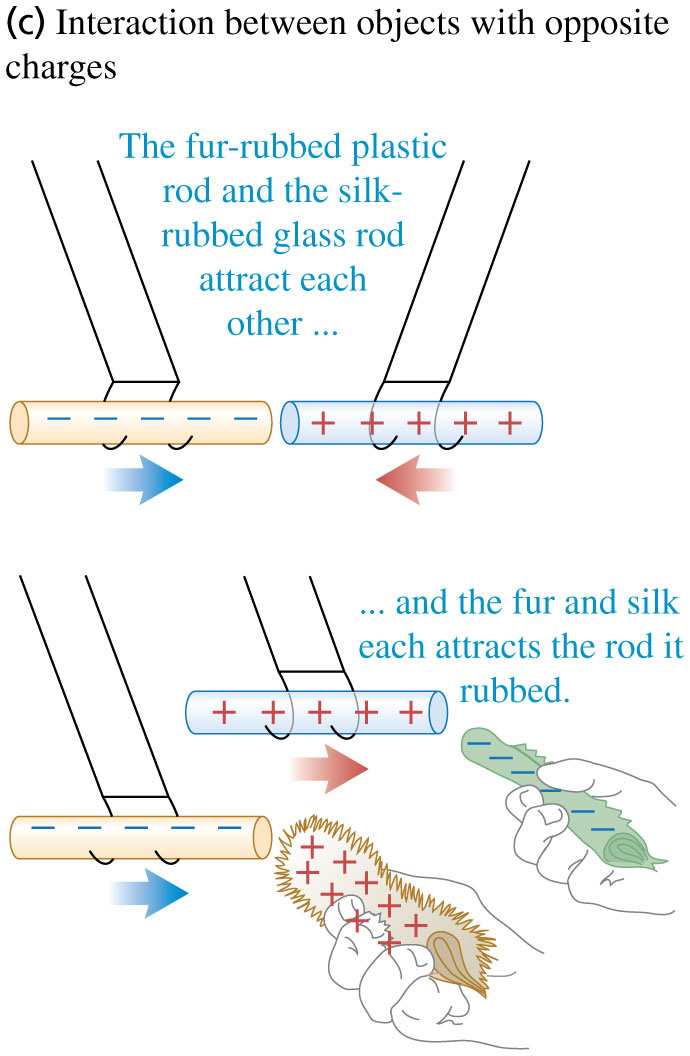 (c) Interaction between objects with opposite
charges
The fur-rubbed plastic
rod and the silk-
rubbed glass rod
attract each
other ...
− − − − −
+ + + + +
... and the fur and silk
each attracts the rod it
rubbed.
+ + + + +
− − − − − −
− − − − −
+ + + + + + + + +